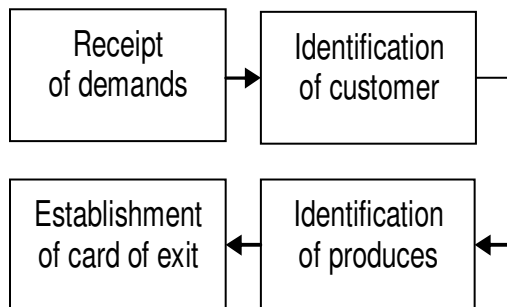 Receipt
of demands
Identification
of customer
Identification
of produces
Establishment
of card of exit